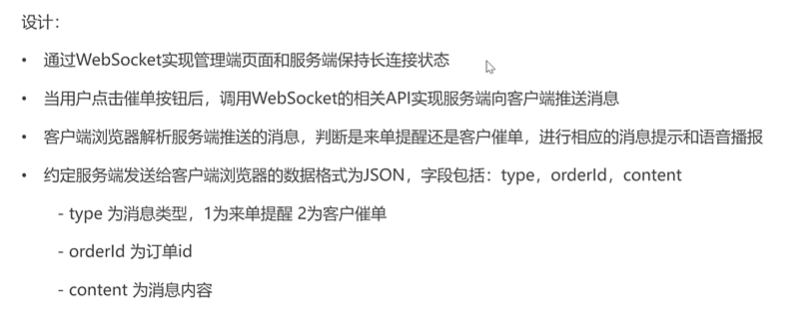 设计：
• 通过WebSocket实现管理端页面和服务端保持长连接状态
• 当用户点击催单按钮后，调用WebSocket的相关API实现服务端向客户端推送消息
• 客户端浏览器解析服务端推送的消息，判断是来单提醒还是客户催单，进行相应的消息提示和语音播报
• 约定服务端发送给客户端浏览器的数据格式为JSON，字段包括：type，orderId，content
- type 为消息类型，1为来单提醒 2为客户催单
- orderId 为订单id
- content 为消息内容